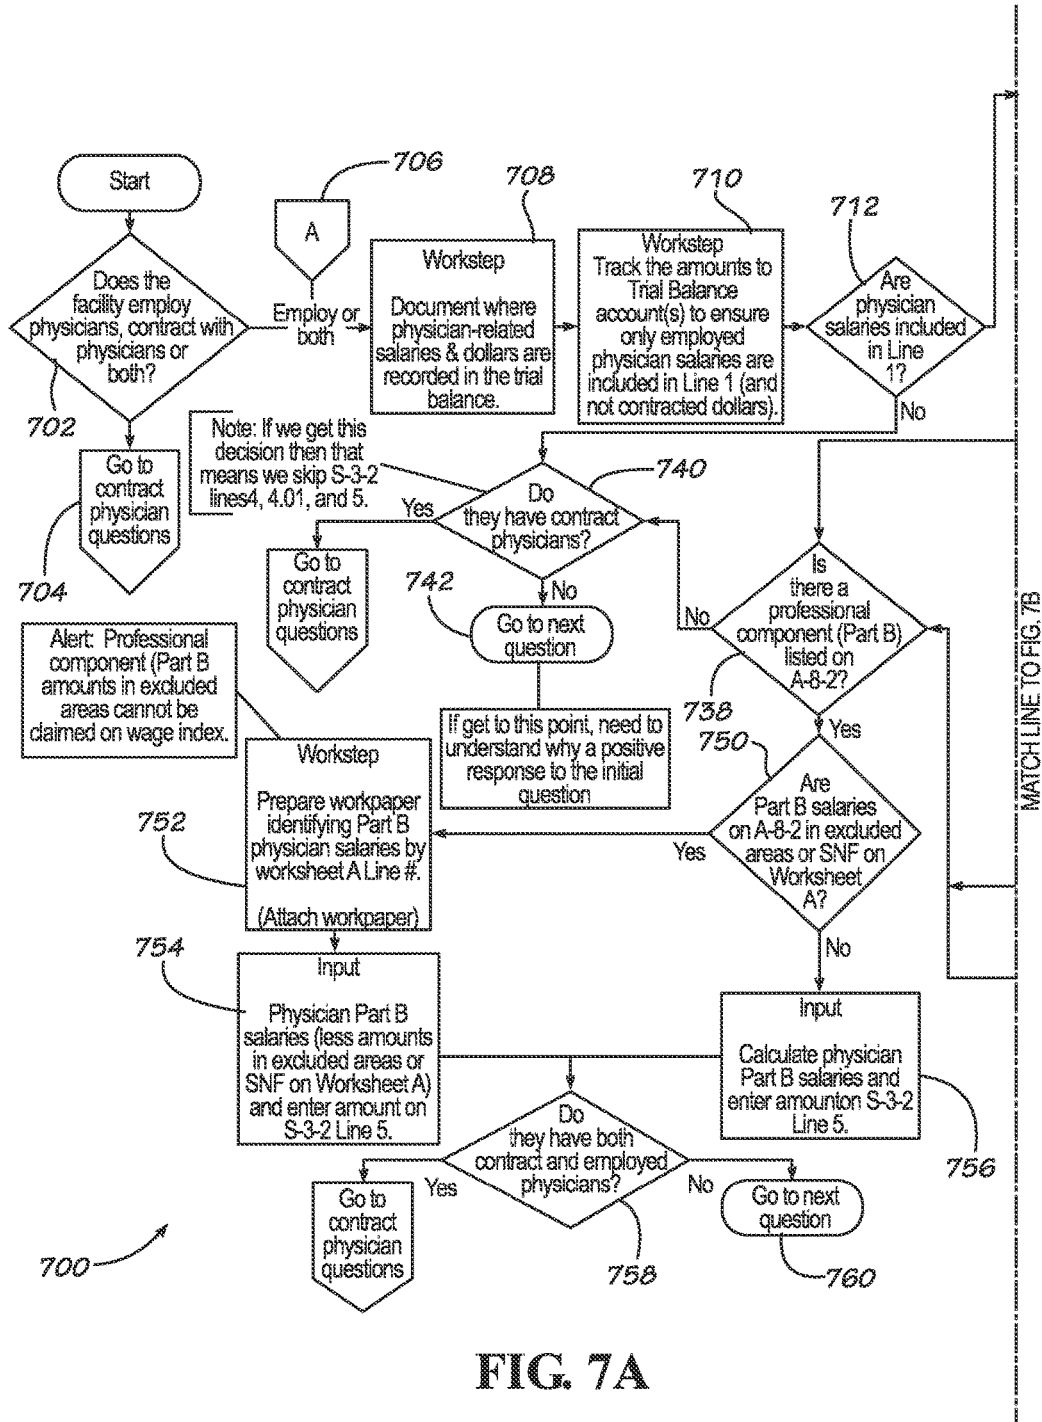 Start
Does the
facility employ
physicians, contract with
physicians or
both?
702
Go to
contract
physician
questions
704
706
A
Employ or
both
708
Workstep
Document where
physician-related
salaries & dollars are
recorded in the trial
balance.
710
Workstep
Track the amounts to
Trial Balance
account(s) to ensure
only employed
physician salaries are
included in Line 1 (and
not contracted dollars).
712
Are
physician
salaries included
in Line
1?
No
Note: If we get this
decision then that
means we skip S-3-2
lines4, 4.01, and 5.
740
Do
they have contract
physicians?
Yes
Go to
contract
physician
questions
No
742
Go to next
question
If get to this point, need to
understand why a positive
response to the initial
question
Is
there a
professional
component (Part B)
listed on
A-8-2?
No
738
Yes
750
Are
Part B salaries
on A-8-2 in excluded
areas or SNF on
Worksheet
A?
Yes
No
Alert: Professional
component (Part B
amounts in excluded
areas cannot be
claimed on wage index.
Workstep
Prepare workpaper
identifying Part B
physician salaries by
worksheet A Line #.
(Attach workpaper)
752
754
Input
Physician Part B
salaries (less amounts
in excluded areas or
SNF on Worksheet A)
and enter amount on
S-3-2 Line 5.
Input
Calculate physician
Part B salaries and
enter amounton S-3-2
Line 5.
756
Do
they have both
contract and employed
physicians?
Yes
No
758
Go to
contract
physician
questions
Go to next
question
760
700
MATCH LINE TO FIG. 7B
FIG. 7A